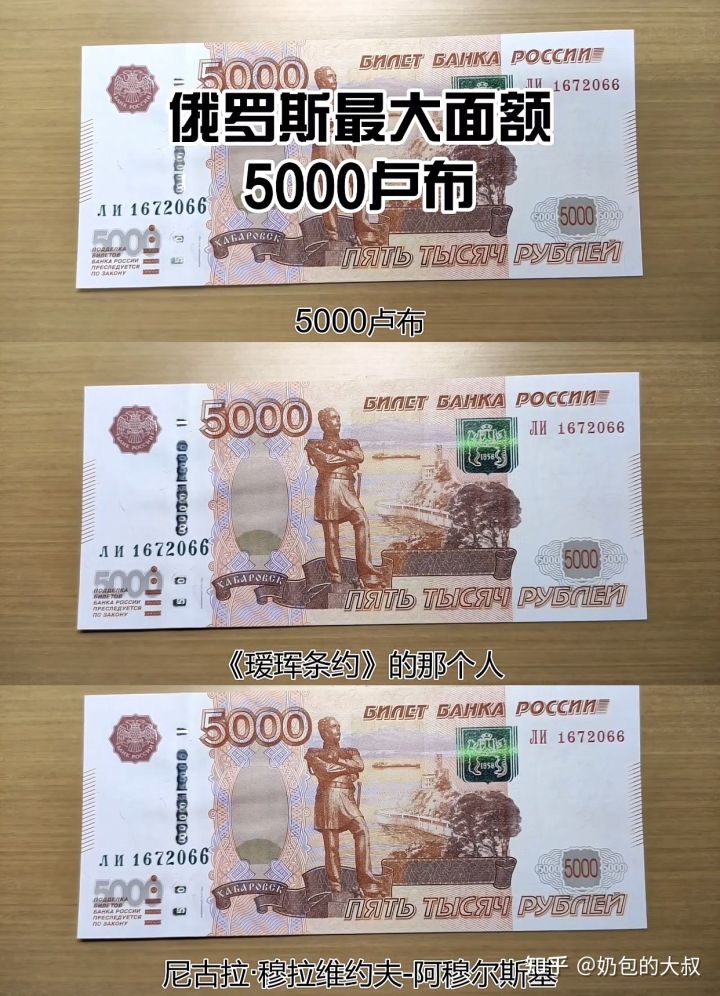 5000
БИЛЕТ БАНКА РОССИИ
ЛИ 1672066
俄罗斯最大面额
5000卢布
ЛИ 1672066
5000
5000
ПОДДЕЛКА
БИЛЕТОВ
БАНКА РОССИИ
ПРЕСЛЕДУЕТСЯ
ПО ЗАКОНУ
ХАБАРОВСК
ПЯТЬ ТЫСЯЧ РУБЛЕЙ
5000卢布
5000
БИЛЕТ БАНКА РОССИИ
ЛИ 1672066
1858
ЛИ 1672066
5000
5000
ПОДДЕЛКА
БИЛЕТОВ
БАНКА РОССИИ
ПРЕСЛЕДУЕТСЯ
ПО ЗАКОНУ
ХАБАРОВСК
ПЯТЬ ТЫСЯЧ РУБЛЕЙ
《瑷珲条约》的那个人
5000
БИЛЕТ БАНКА РОССИИ
ЛИ 1672066
1858
ЛИ 1672066
5000
5000
ПОДДЕЛКА
БИЛЕТОВ
БАНКА РОССИИ
ПРЕСЛЕДУЕТСЯ
ПО ЗАКОНУ
ХАБАРОВСК
ПЯТЬ ТЫСЯЧ РУБЛЕЙ
知乎 @奶包的大叔
尼古拉·穆拉维约夫-阿穆尔斯基